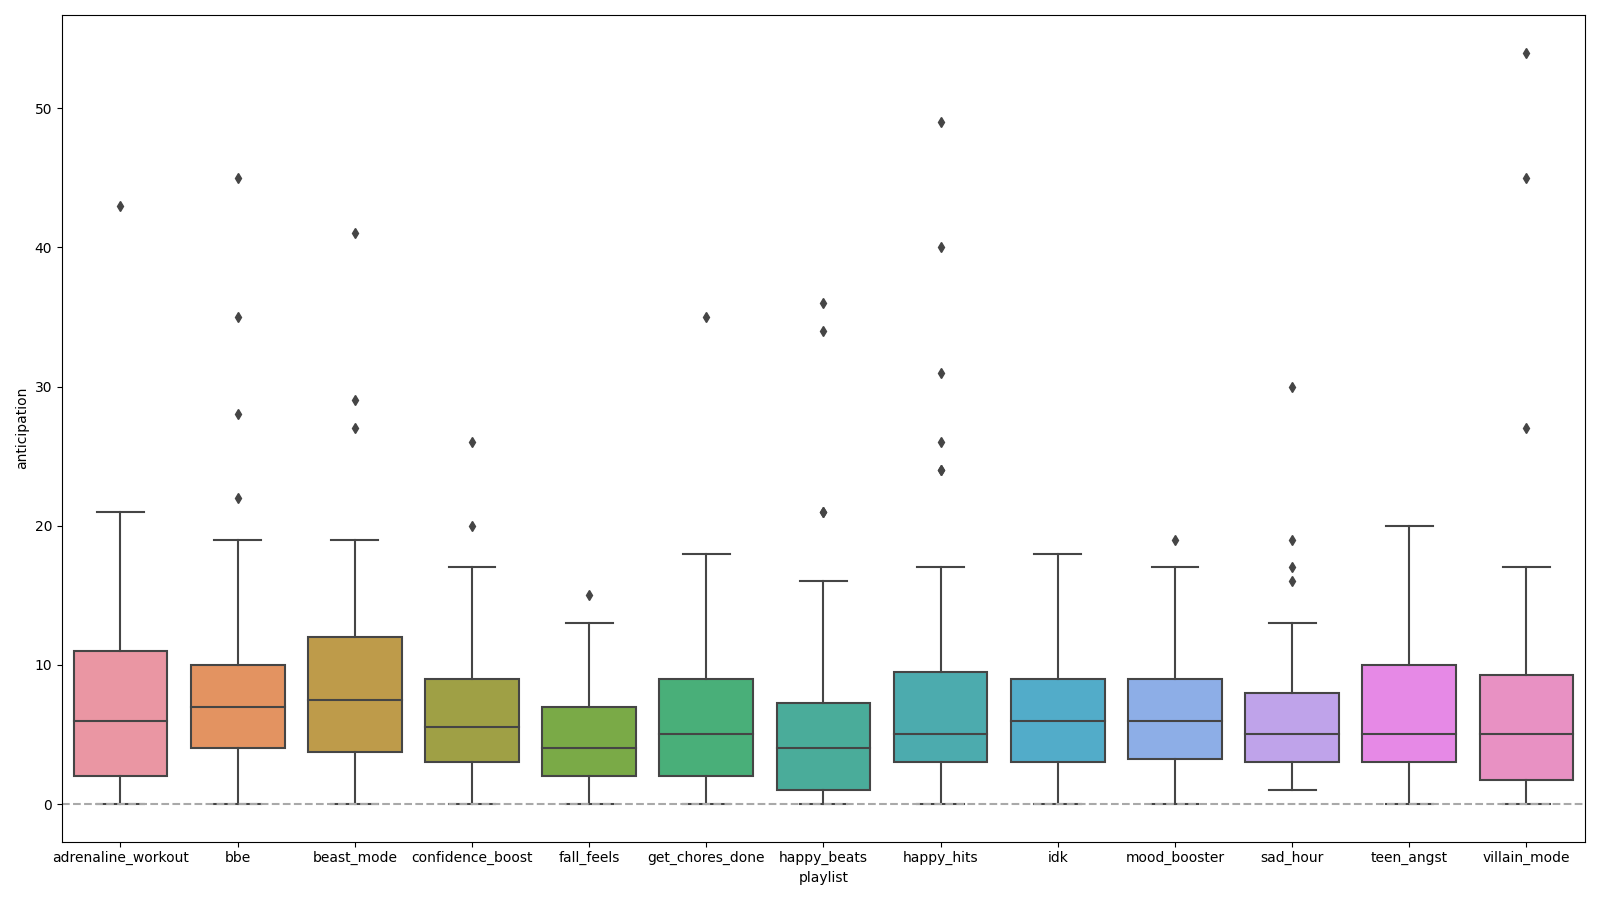 anticipation
50
40
30
20
10
0
adrenaline_workout bbe beast_mode confidence_boost fall_feels get_chores_done happy_beats happy_hits idk mood_booster sad_hour teen_angst villain_mode
playlist